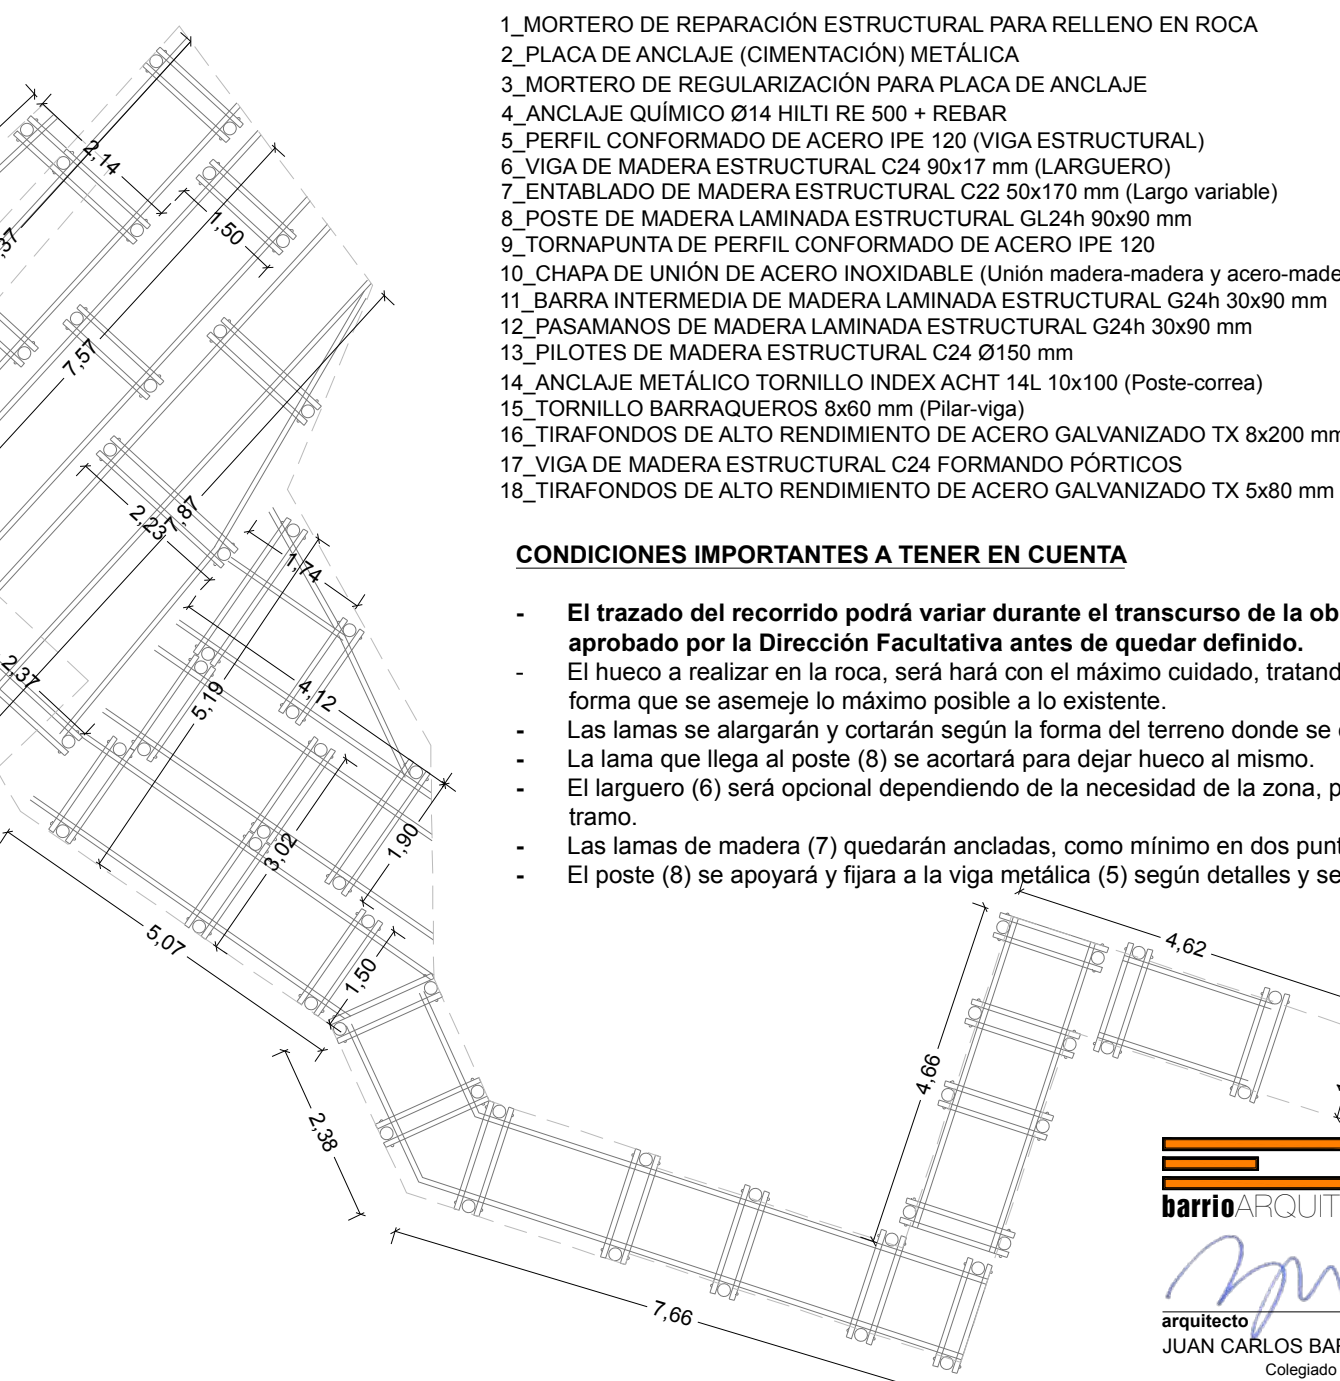 1_MORTERO DE REPARACIÓN ESTRUCTURAL PARA RELLENO EN ROCA
2_PLACA DE ANCLAJE (CIMENTACIÓN) METÁLICA
3_MORTERO DE REGULARIZACIÓN PARA PLACA DE ANCLAJE
4_ANCLAJE QUÍMICO Ø14 HILTI RE 500 + REBAR
5_PERFIL CONFORMADO DE ACERO IPE 120 (VIGA ESTRUCTURAL)
6_VIGA DE MADERA ESTRUCTURAL C24 90x17 mm (LARGUERO)
7_ENTABLADO DE MADERA ESTRUCTURAL C22 50x170 mm (Largo variable)
8_POSTE DE MADERA LAMINADA ESTRUCTURAL GL24h 90x90 mm
9_TORNAPUNTA DE PERFIL CONFORMADO DE ACERO IPE 120
10_CHAPA DE UNIÓN DE ACERO INOXIDABLE (Unión madera-madera y acero-made
11_BARRA INTERMEDIA DE MADERA LAMINADA ESTRUCTURAL G24h 30x90 mm
12_PASAMANOS DE MADERA LAMINADA ESTRUCTURAL G24h 30x90 mm
13_PILOTES DE MADERA ESTRUCTURAL C24 Ø150 mm
14_ANCLAJE METÁLICO TORNILLO INDEX ACHT 14L 10x100 (Poste-correa)
15_TORNILLO BARRAQUEROS 8x60 mm (Pilar-viga)
16_TIRAFONDOS DE ALTO RENDIMIENTO DE ACERO GALVANIZADO TX 8x200 mm
17_VIGA DE MADERA ESTRUCTURAL C24 FORMANDO PÓRTICOS
18_TIRAFONDOS DE ALTO RENDIMIENTO DE ACERO GALVANIZADO TX 5x80 mm
CONDICIONES IMPORTANTES A TENER EN CUENTA
- El trazado del recorrido podrá variar durante el transcurso de la ob
aprobado por la Dirección Facultativa antes de quedar definido.
- El hueco a realizar en la roca, será hará con el máximo cuidado, tratand
forma que se asemeje lo máximo posible a lo existente.
- Las lamas se alargarán y cortarán según la forma del terreno donde se
- La lama que llega al poste (8) se acortará para dejar hueco al mismo.
- El larguero (6) será opcional dependiendo de la necesidad de la zona, p
tramo.
- Las lamas de madera (7) quedarán ancladas, como mínimo en dos punt
- El poste (8) se apoyará y fijara a la viga metálica (5) según detalles y se
2,14
1,50
7,57
2,23
7,87
1,74
2,37
5,19
4,12
3,02
1,90
5,07
1,50
2,38
7,66
4,66
4,62
barrioARQUIT
arquitecto
JUAN CARLOS BAR
Colegiado